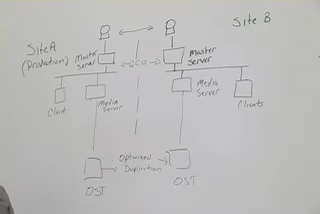 Site A
(Production)
Site B
Master
Server
Master
Server
Media
Server
Client
Media
Server
Clients
Optimized
Duplication
OST
OST